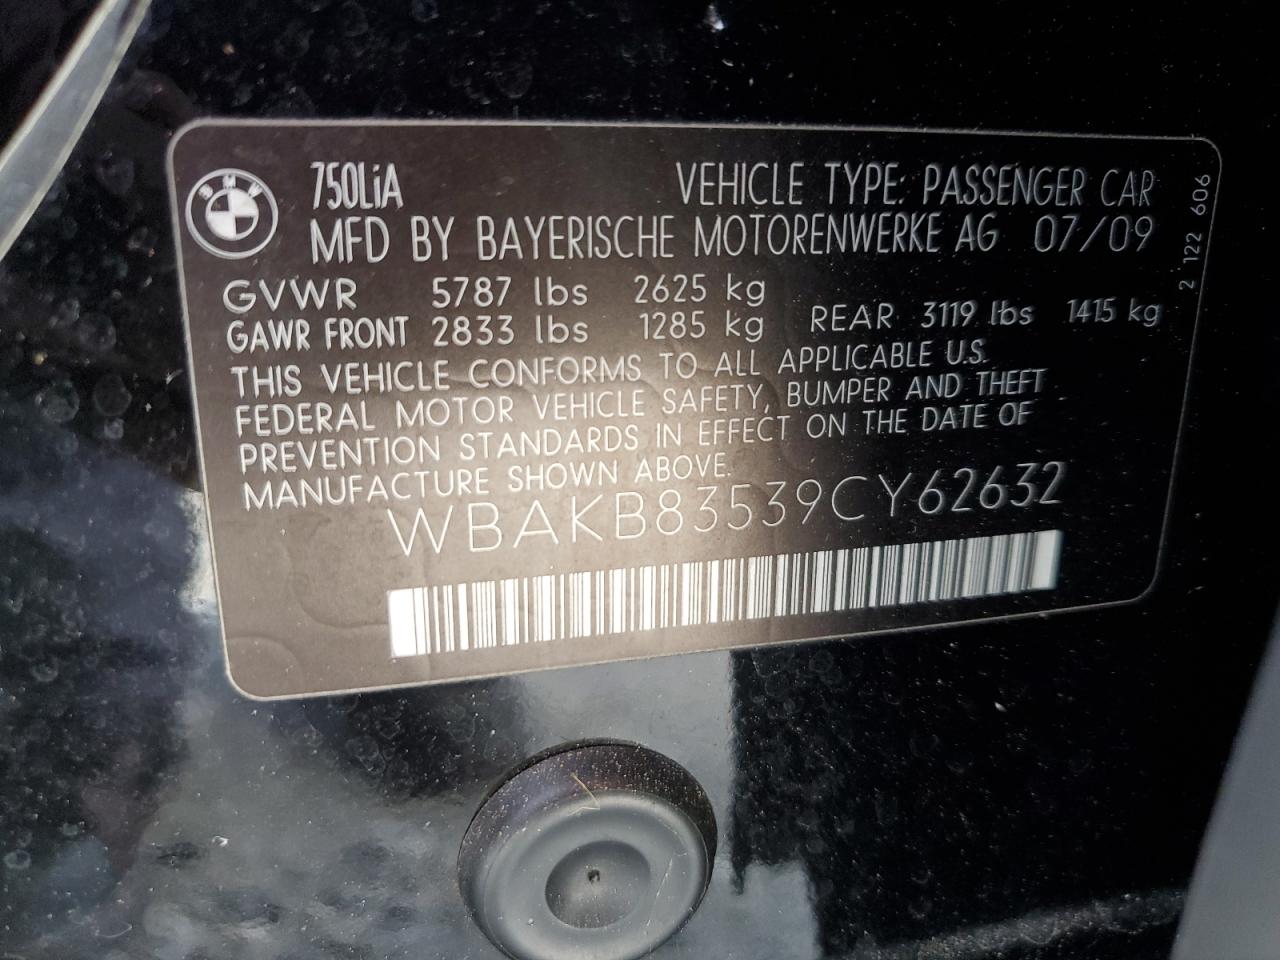 BMW
750LiA VEHICLE TYPE: PASSENGER CAR
MFD BY BAYERISCHE MOTORENWERKE AG 07/09
GVWR 5787 lbs 2625 kg
GAWR FRONT 2833 lbs 1285 kg REAR 3119 lbs 1415 kg
THIS VEHICLE CONFORMS TO ALL APPLICABLE U.S.
FEDERAL MOTOR VEHICLE SAFETY, BUMPER AND THEFT
PREVENTION STANDARDS IN EFFECT ON THE DATE OF
MANUFACTURE SHOWN ABOVE.
WBAKB83539CY62632
2 122 606